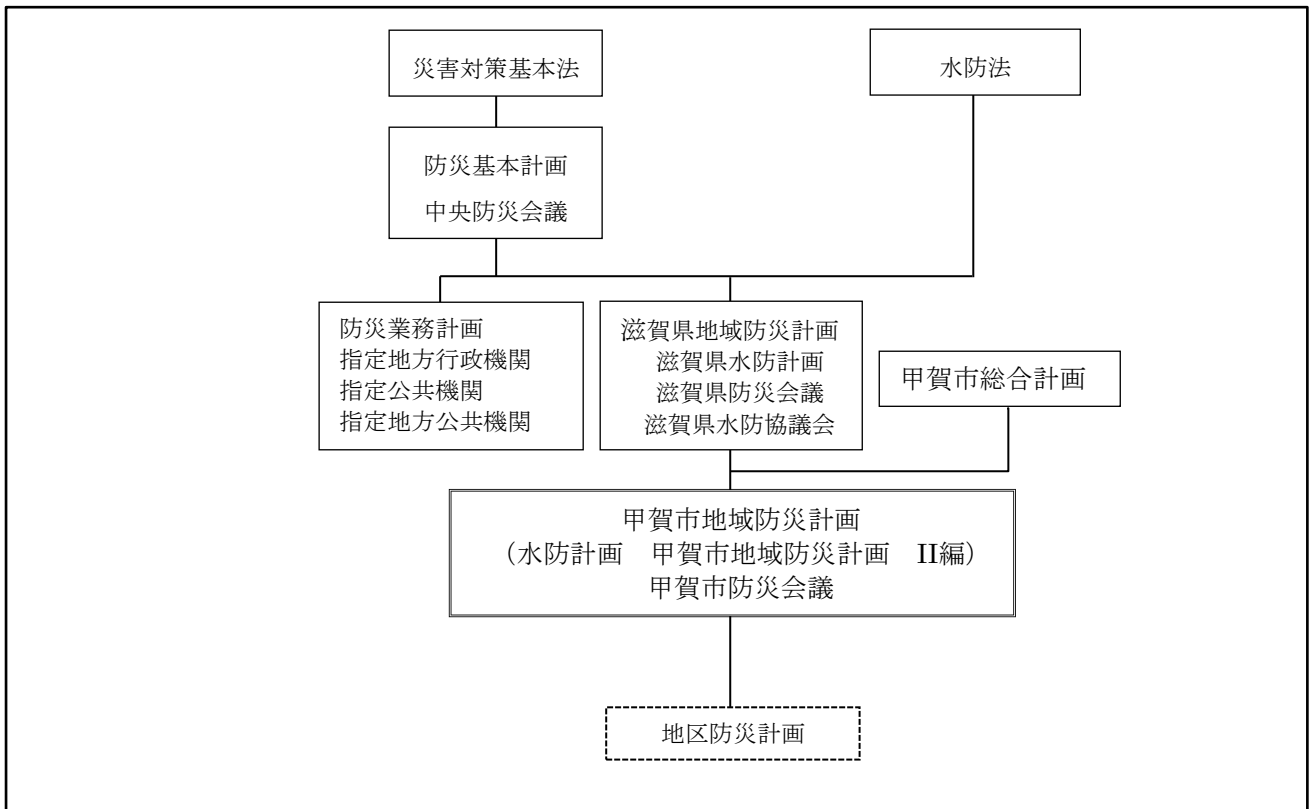 災害対策基本法
水防法
防災基本計画
中央防災会議
防災業務計画
指定地方行政機関
指定公共機関
指定地方公共機関
滋賀県地域防災計画
滋賀県水防計画
滋賀県防災会議
滋賀県水防協議会
甲賀市総合計画
甲賀市地域防災計画
（水防計画　甲賀市地域防災計画　II編）
甲賀市防災会議
地区防災計画